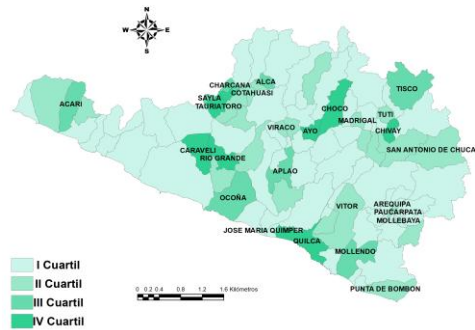 N
W E
S
ACARI
CHARCANA
ALCA
SAYLA
COTAHUASI
TAURIATORO
TISCO
CHOCO
MADRIGAL
TUTI
VIRACO
AYO
CHIVAY
CARAVELI
RIO GRANDE
SAN ANTONIO DE CHUCA
APLAO
OCOÑA
VITOR
AREQUIPA
PAUCARPATA
MOLLEBAYA
JOSE MARIA QUIMPER
QUILCA
MOLLENDO
PUNTA DE BOMBON
I Cuartil
II Cuartil
III Cuartil
IV Cuartil
0 0.2 0.4 0.8 1.2 1.6
Kilómetros